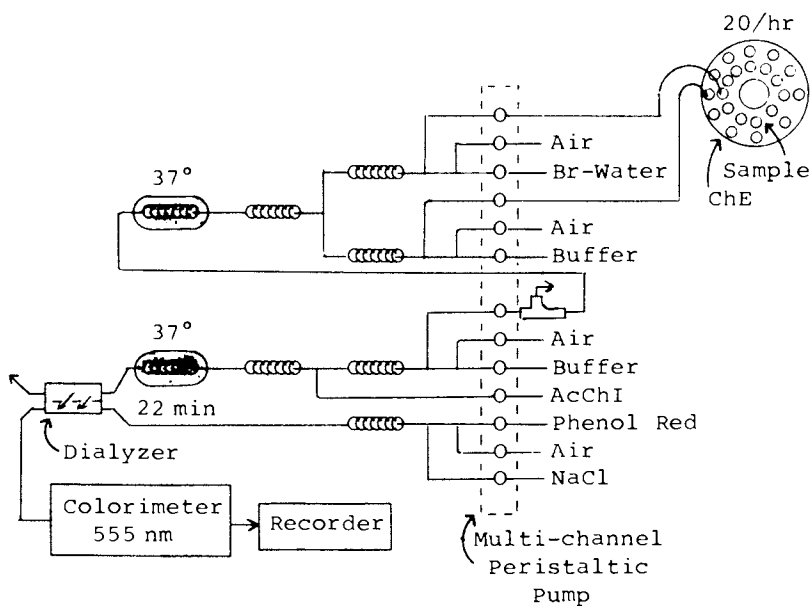 20/hr
Air
Br-Water
Sample
ChE
37°
Air
Buffer
37°
Air
Buffer
AcChI
22 min
Phenol Red
Dialyzer
Air
NaCl
Colorimeter
555 nm
Recorder
Multi-channel
Peristaltic
Pump